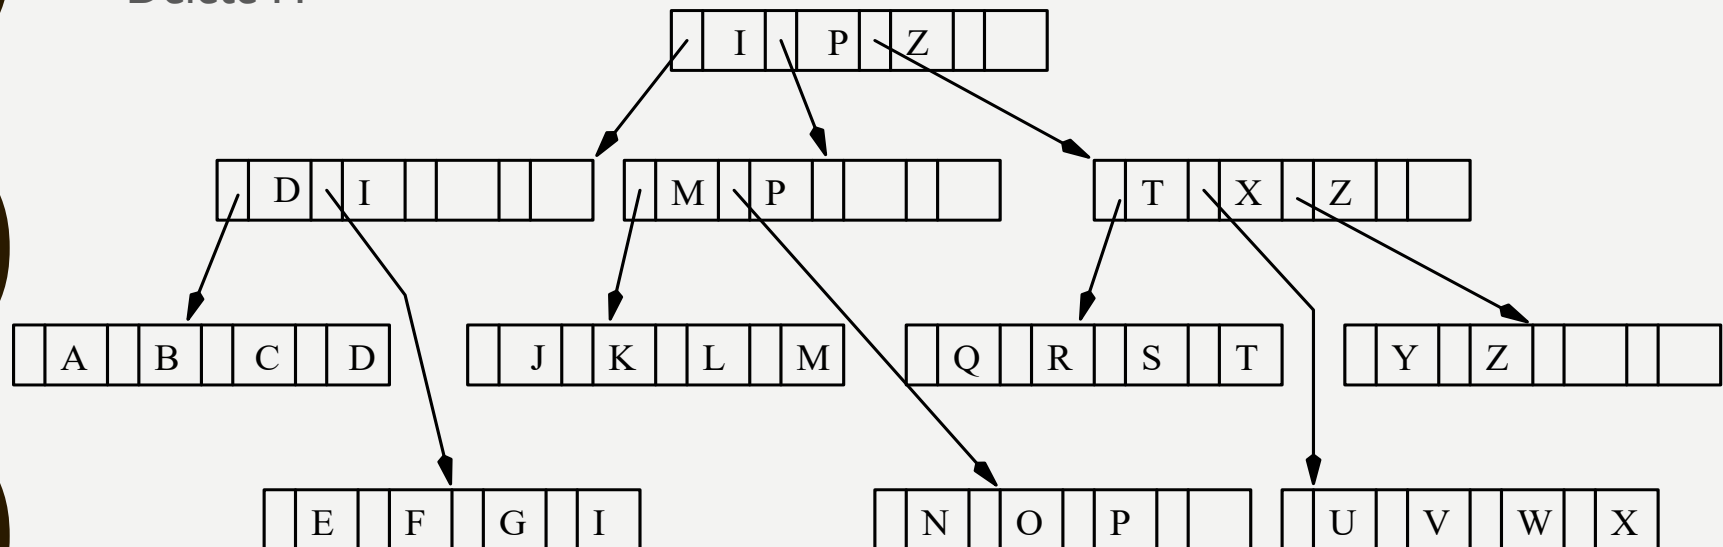 I P Z
D I M P T X Z
A B C D J K L M Q R S T Y Z
E F G I N O P U V W X